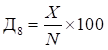 Д₈ = X/N × 100